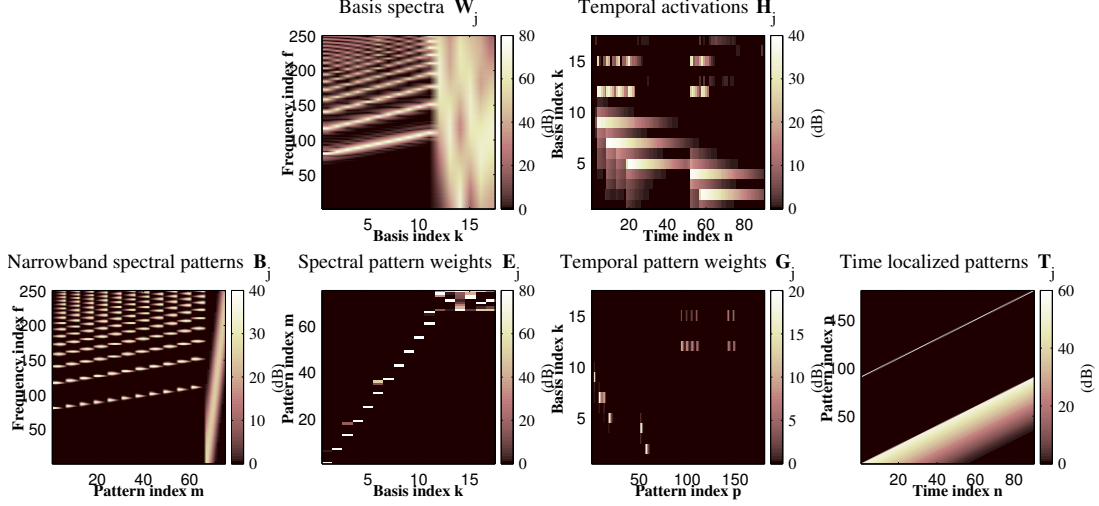 Basis spectra W_j
Temporal activations H_j
Frequency index f
250
200
150
100
50
5
10
15
Basis index k
80
60
40
20
0
(dB)
Basis index k
15
10
5
20
40
60
80
Time index n
40
30
20
10
0
(dB)
Narrowband spectral patterns B_j
Spectral pattern weights E_j
Temporal pattern weights G_j
Time localized patterns T_j
Frequency index f
250
200
150
100
50
20
40
60
Pattern index m
40
30
20
10
0
(dB)
Pattern index m
60
40
20
5
10
15
Basis index k
80
60
40
20
0
(dB)
Basis index k
15
10
5
50
100
150
Pattern index p
20
15
10
5
0
(dB)
Pattern index p
150
100
50
20
40
60
80
Time index n
60
40
20
0
(dB)